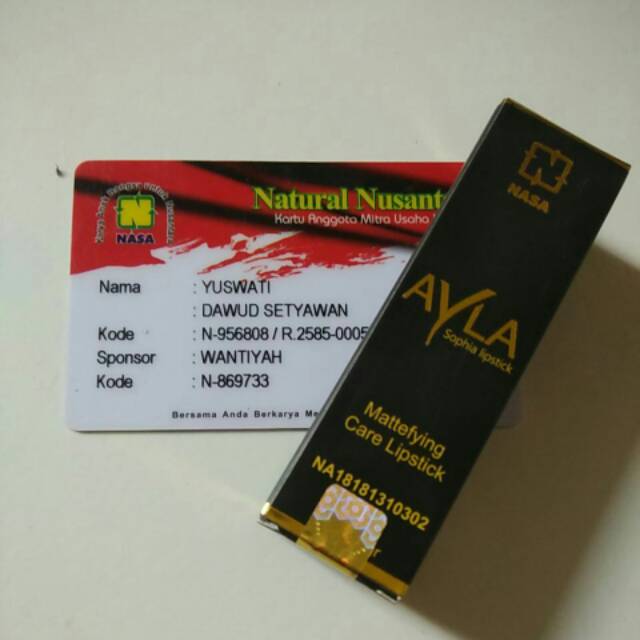 NASA
Natural Nusant
Kartu Anggota Mitra Usaha
Nama : YUSWATI
: DAWUD SETYAWAN
Kode : N-956808 / R.2585-0005
Sponsor : WANTIYAH
Kode : N-869733
Bersama Anda Berkarya Me
NASA
AYLA
Sophia lipstick
Mattefying
Care Lipstick
NA18181310302